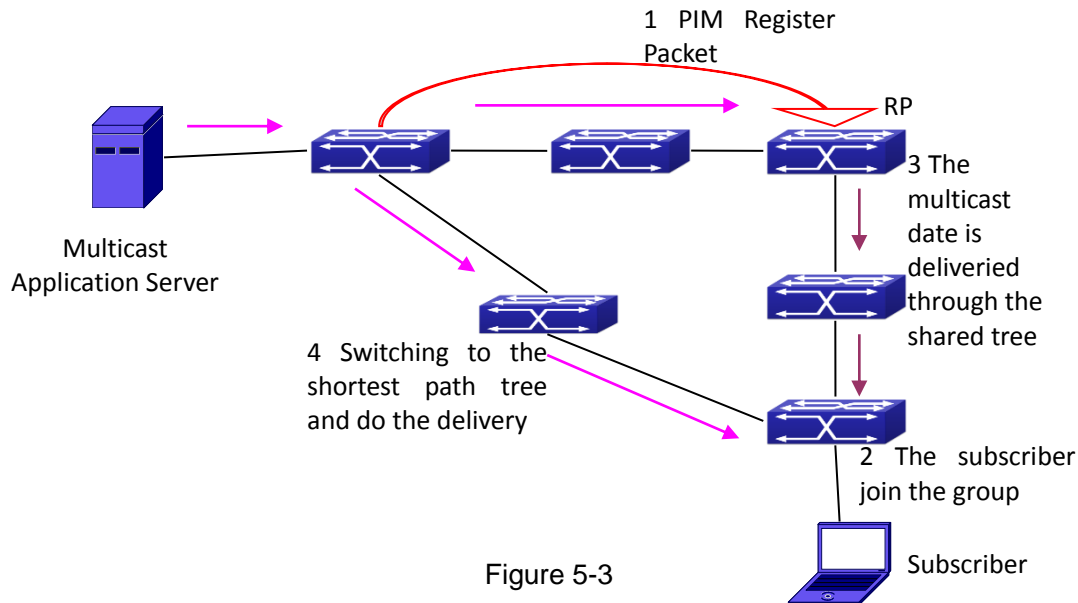 1 PIM Register
Packet
RP
Multicast
Application Server
3 The
multicast
date is
deliveried
through the
shared tree
4 Switching to the
shortest path tree
and do the delivery
2 The subscriber
join the group
Subscriber
Figure 5-3